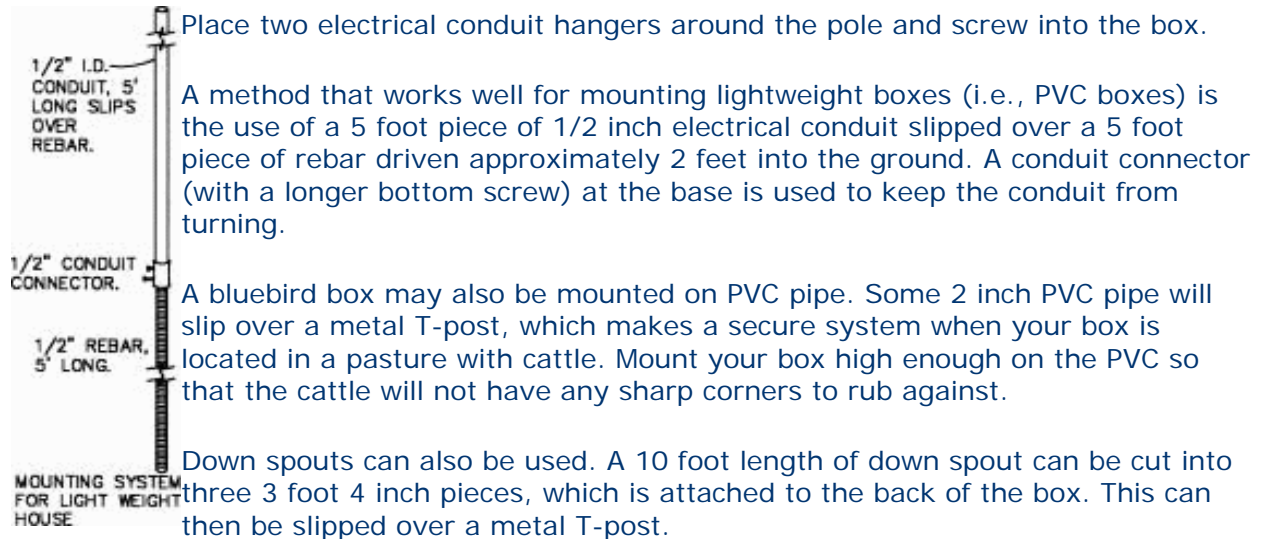 Place two electrical conduit hangers around the pole and screw into the box.
1/2" I.D.
CONDUIT, 5'
LONG SLIPS
OVER
REBAR.
A method that works well for mounting lightweight boxes (i.e., PVC boxes) is
the use of a 5 foot piece of 1/2 inch electrical conduit slipped over a 5 foot
piece of rebar driven approximately 2 feet into the ground. A conduit connector
(with a longer bottom screw) at the base is used to keep the conduit from
turning.
1/2" CONDUIT
CONNECTOR.
A bluebird box may also be mounted on PVC pipe. Some 2 inch PVC pipe will
slip over a metal T-post, which makes a secure system when your box is
located in a pasture with cattle. Mount your box high enough on the PVC so
that the cattle will not have any sharp corners to rub against.
1/2" REBAR,
5' LONG.
Down spouts can also be used. A 10 foot length of down spout can be cut into
three 3 foot 4 inch pieces, which is attached to the back of the box. This can
then be slipped over a metal T-post.
MOUNTING SYSTEM
FOR LIGHT WEIGHT
HOUSE